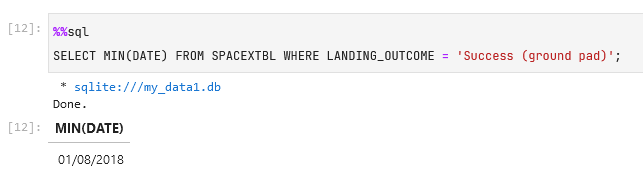 [12]: %%sql
SELECT MIN(DATE) FROM SPACEXTBL WHERE LANDING_OUTCOME = 'Success (ground pad)';
* sqlite:///my_data1.db
Done.
[12]: MIN(DATE)
01/08/2018